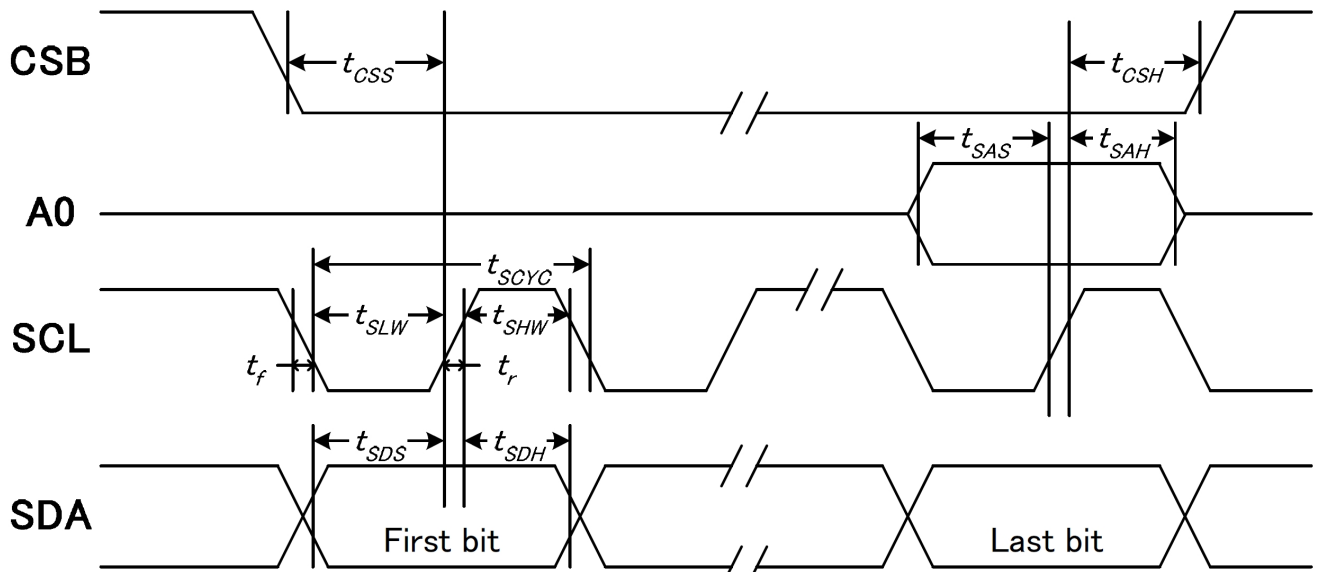 CSB
tCSS
tCSH
tSAS
tSAH
A0
tSCYC
SCL
tSLW
tSHW
tf
tr
tSDS
tSDH
SDA
First bit
Last bit